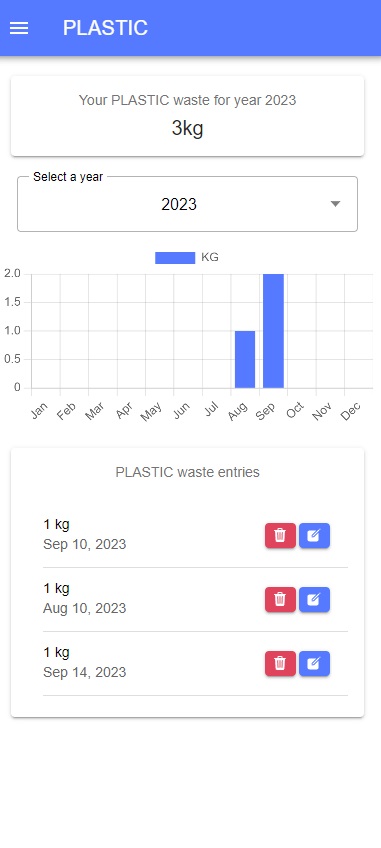 PLASTIC
Your PLASTIC waste for year 2023
3kg
Select a year
2023
KG
2.0
1.5
1.0
0.5
0
Jan Feb Mar Apr May Jun Jul Aug Sep Oct Nov Dec
PLASTIC waste entries
1 kg
Sep 10, 2023
1 kg
Aug 10, 2023
1 kg
Sep 14, 2023